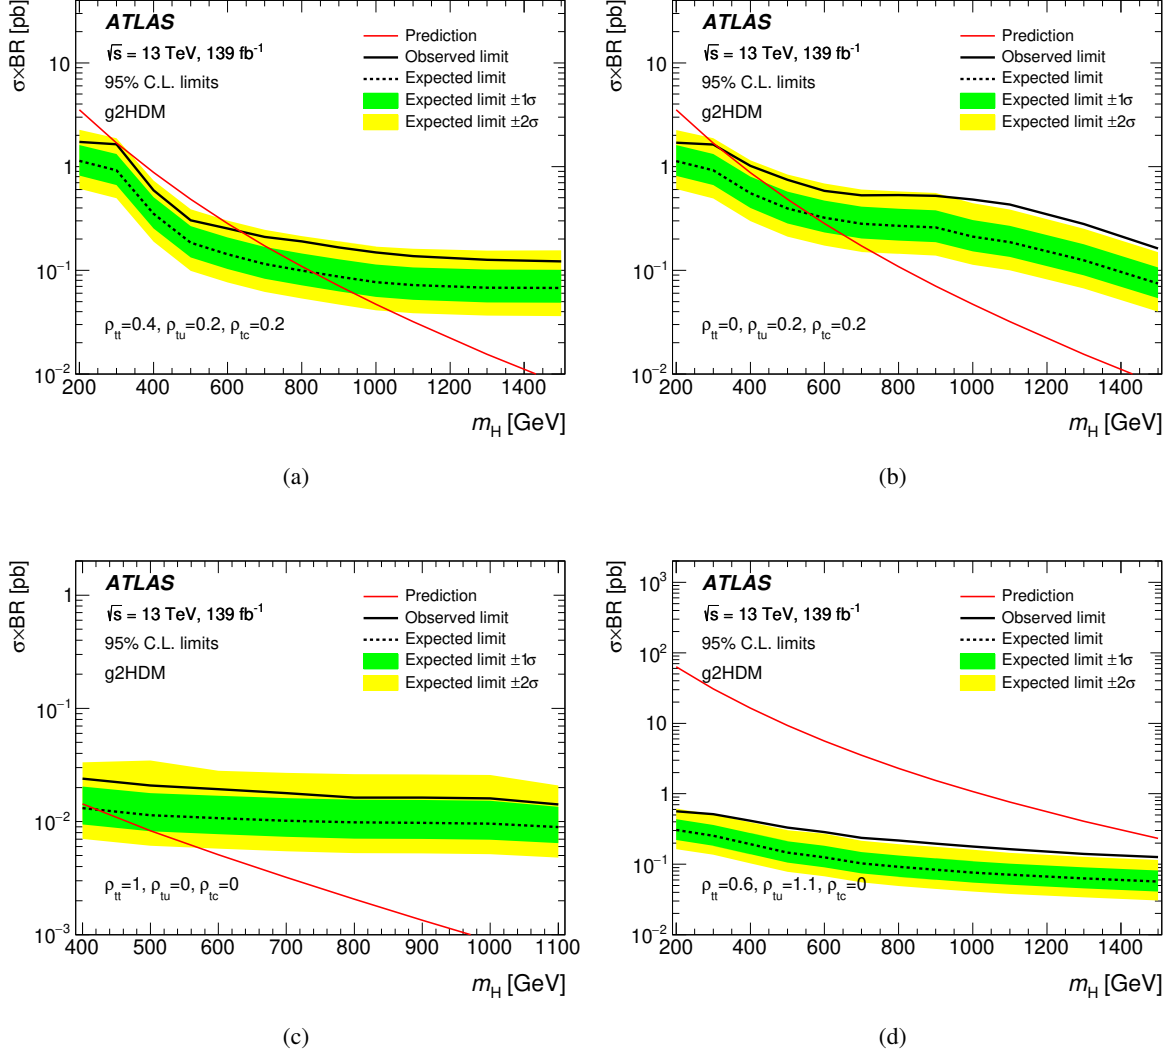 σ×BR [pb]
ATLAS
√s = 13 TeV, 139 fb⁻¹
95% C.L. limits
g2HDM
Prediction
Observed limit
Expected limit
Expected limit ±1σ
Expected limit ±2σ
10
1
10⁻¹
10⁻²
ρtt=0.4, ρtu=0.2, ρtc=0.2
200 400 600 800 1000 1200 1400
mH [GeV]
(a)
σ×BR [pb]
ATLAS
√s = 13 TeV, 139 fb⁻¹
95% C.L. limits
g2HDM
Prediction
Observed limit
Expected limit
Expected limit ±1σ
Expected limit ±2σ
10
1
10⁻¹
10⁻²
ρtt=0, ρtu=0.2, ρtc=0.2
200 400 600 800 1000 1200 1400
mH [GeV]
(b)
σ×BR [pb]
ATLAS
√s = 13 TeV, 139 fb⁻¹
95% C.L. limits
g2HDM
Prediction
Observed limit
Expected limit
Expected limit ±1σ
Expected limit ±2σ
1
10⁻¹
10⁻²
10⁻³
ρtt=1, ρtu=0, ρtc=0
400 500 600 700 800 900 1000 1100
mH [GeV]
(c)
σ×BR [pb]
ATLAS
√s = 13 TeV, 139 fb⁻¹
95% C.L. limits
g2HDM
Prediction
Observed limit
Expected limit
Expected limit ±1σ
Expected limit ±2σ
10³
10²
10
1
10⁻¹
10⁻²
ρtt=0.6, ρtu=1.1, ρtc=0
200 400 600 800 1000 1200 1400
mH [GeV]
(d)